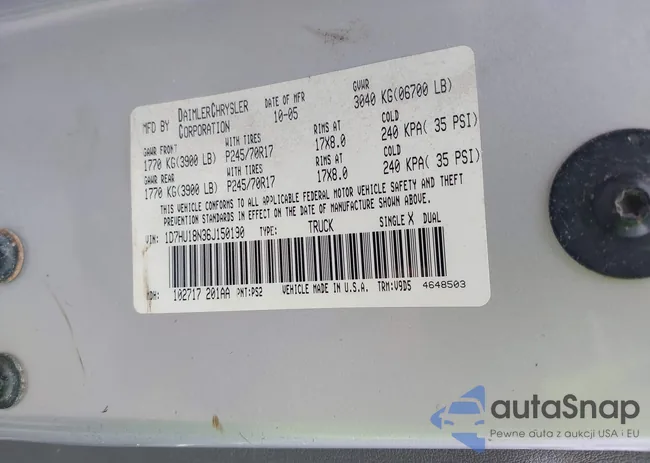 MFD BY DAIMLERCHRYSLER CORPORATION DATE OF MFR 10-05 GVWR 3040 KG(06700 LB)
GAWR FRONT WITH TIRES RIMS AT COLD
1770 KG(3900 LB) P245/70R17 17X8.0 240 KPA( 35 PSI)
GAWR REAR WITH TIRES RIMS AT COLD
1770 KG(3900 LB) P245/70R17 17X8.0 240 KPA( 35 PSI)
THIS VEHICLE CONFORMS TO ALL APPLICABLE FEDERAL MOTOR VEHICLE SAFETY AND THEFT
PREVENTION STANDARDS IN EFFECT ON THE DATE OF MANUFACTURE SHOWN ABOVE.
VIN: 1D7HU18N36J150190 TYPE: TRUCK SINGLE X DUAL
MDH: 102717 201AA PNT:PS2 VEHICLE MADE IN U.S.A. TRM:V9D5 4648503
autaSnap
Pewne auta z aukcji USA i EU